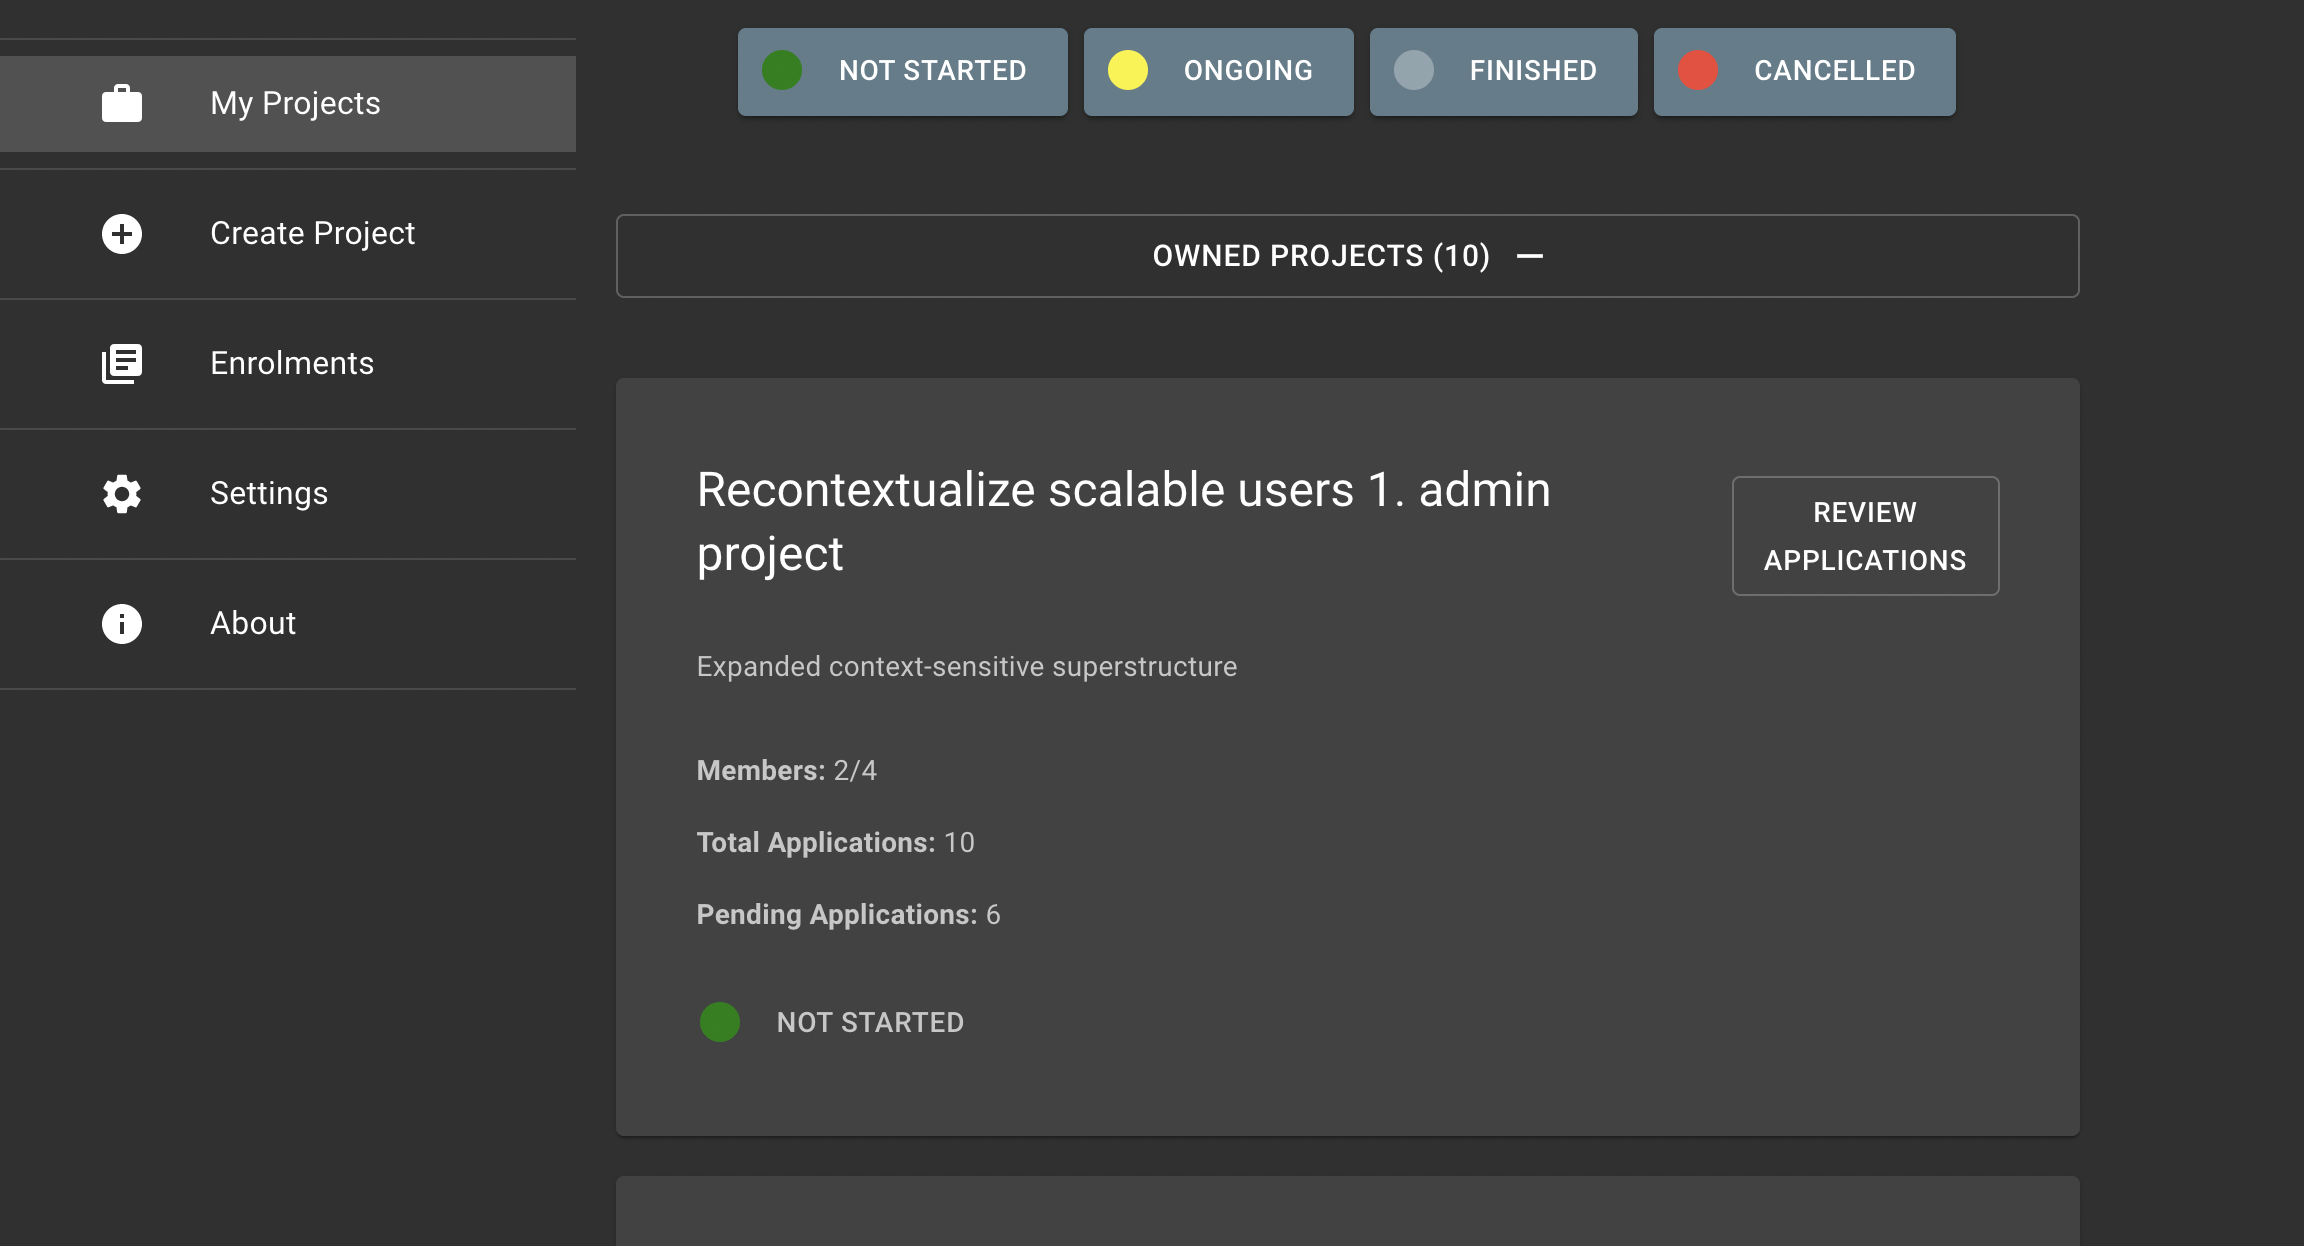 My Projects
Create Project
Enrolments
Settings
About
NOT STARTED
ONGOING
FINISHED
CANCELLED
OWNED PROJECTS (10)
Recontextualize scalable users 1. admin
project
REVIEW
APPLICATIONS
Expanded context-sensitive superstructure
Members: 2/4
Total Applications: 10
Pending Applications: 6
NOT STARTED